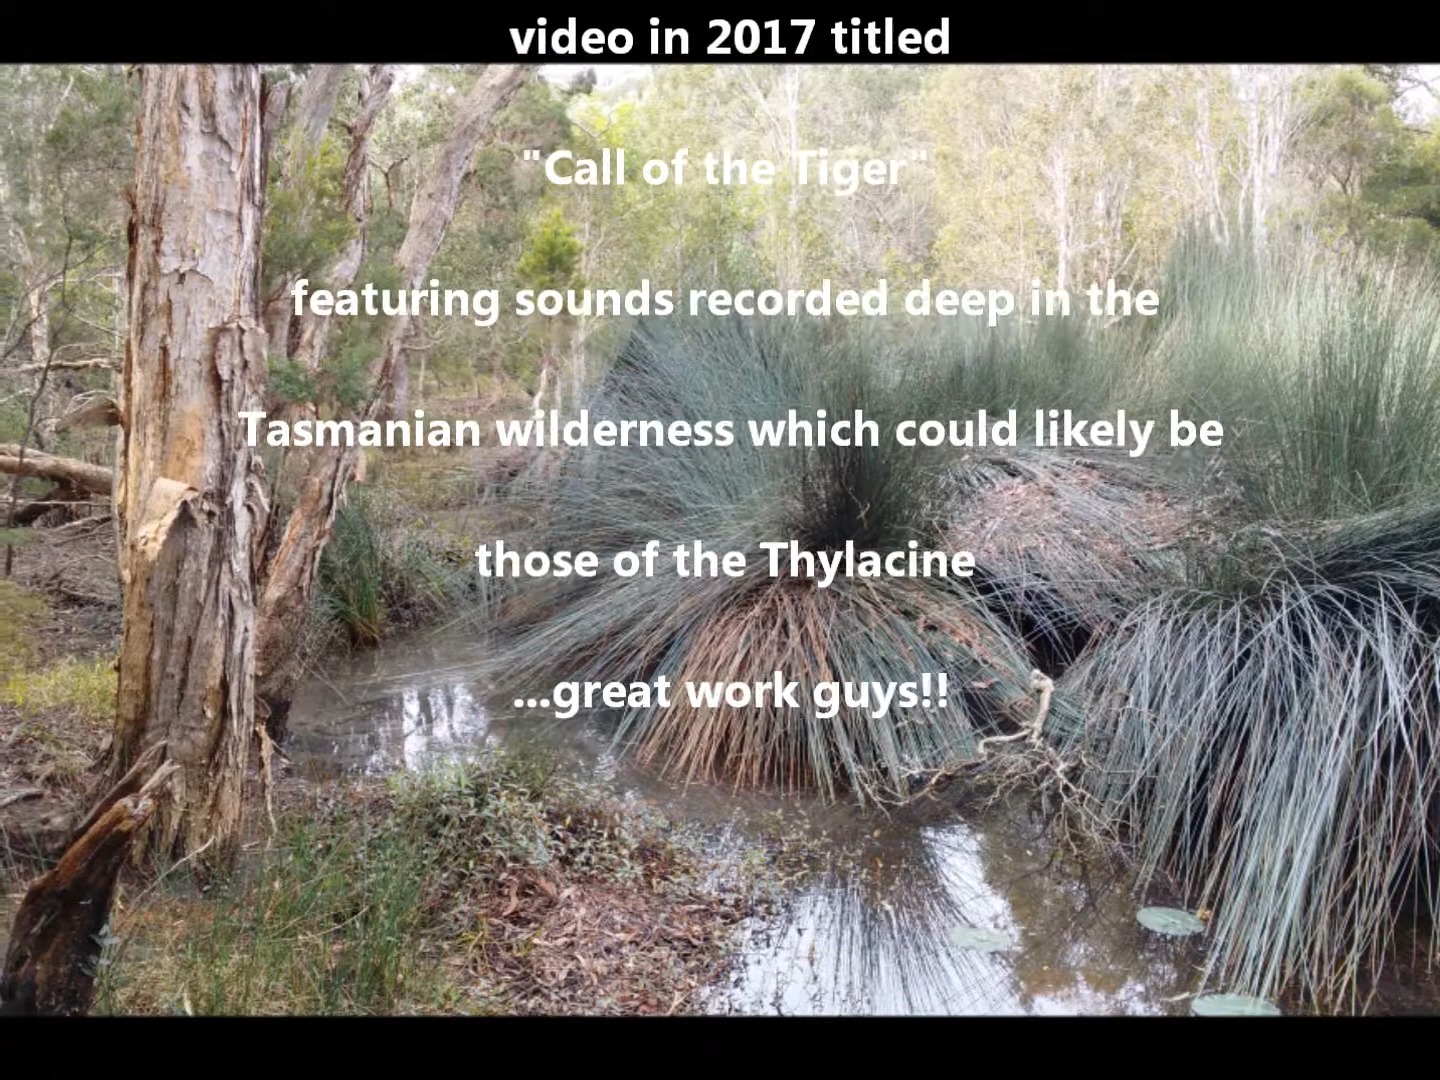 video in 2017 titled
"Call of the Tiger"
featuring sounds recorded deep in the
Tasmanian wilderness which could likely be
those of the Thylacine
...great work guys!!